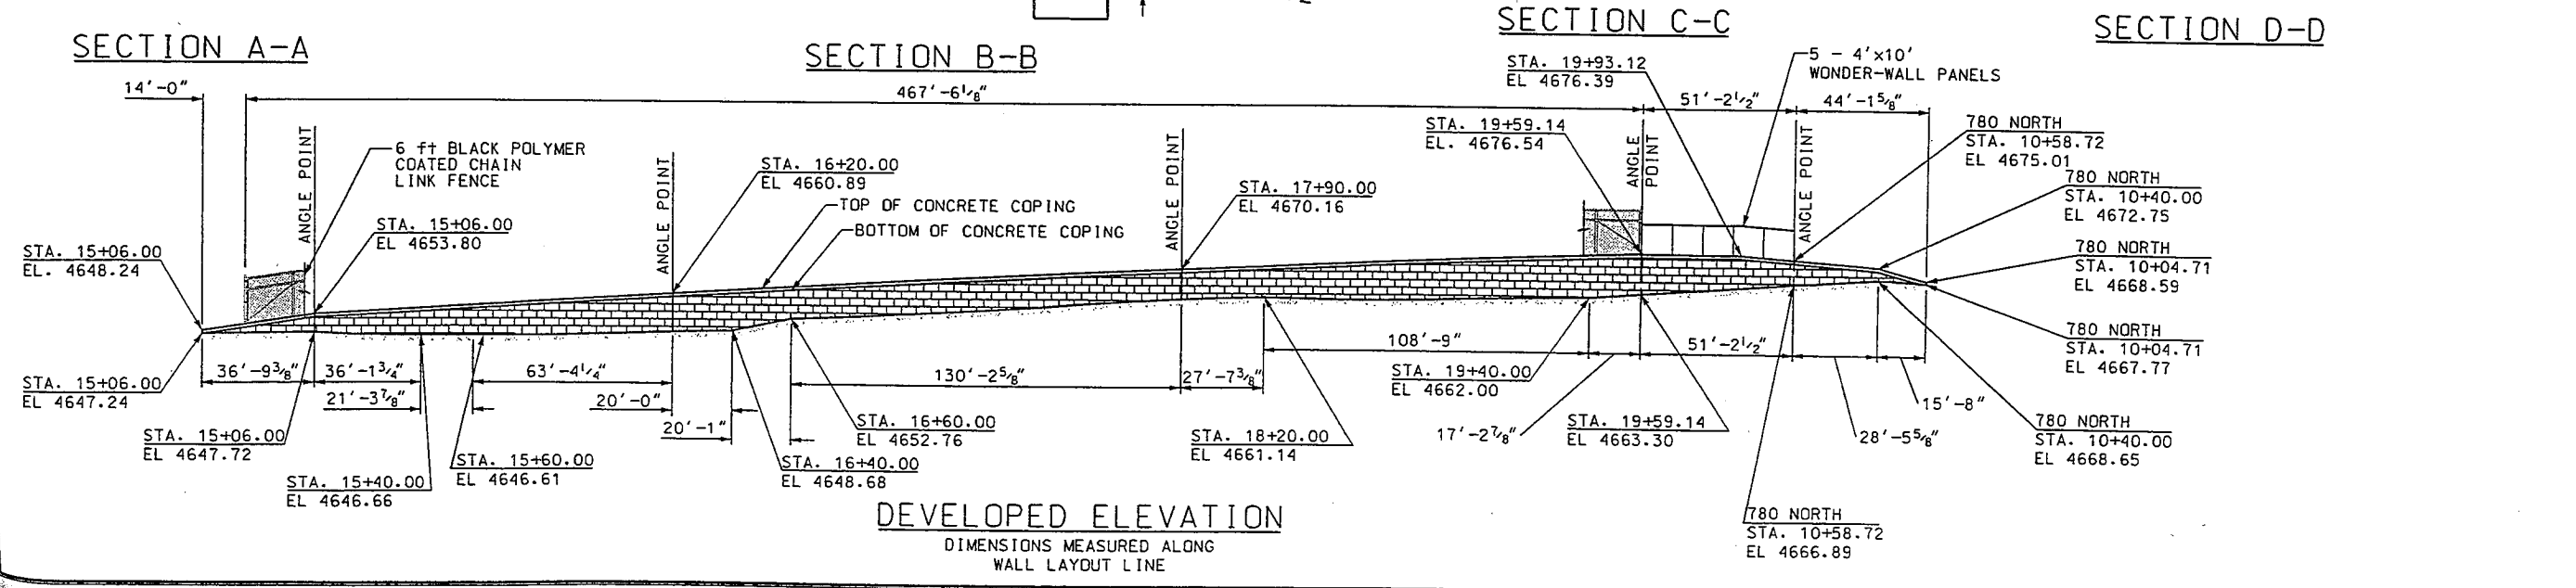 SECTION A-A
SECTION B-B
SECTION C-C
SECTION D-D
14'-0"
467'-6 1/8"
51'-2 1/2"
44'-1 5/8"
5 - 4'x10'
WONDER-WALL PANELS
STA. 19+93.12
EL 4676.39
STA. 19+59.14
EL. 4676.54
780 NORTH
STA. 10+58.72
EL 4675.01
780 NORTH
STA. 10+40.00
EL 4672.75
780 NORTH
STA. 10+04.71
EL 4668.59
780 NORTH
STA. 10+04.71
EL 4667.77
780 NORTH
STA. 10+40.00
EL 4668.65
780 NORTH
STA. 10+58.72
EL 4666.89
ANGLE POINT
ANGLE POINT
ANGLE POINT
ANGLE
POINT
ANGLE POINT
6 ft BLACK POLYMER
COATED CHAIN
LINK FENCE
STA. 15+06.00
EL 4653.80
STA. 16+20.00
EL 4660.89
TOP OF CONCRETE COPING
BOTTOM OF CONCRETE COPING
STA. 17+90.00
EL 4670.16
STA. 15+06.00
EL. 4648.24
STA. 15+06.00
EL 4647.24
STA. 15+06.00
EL 4647.72
36'-9 3/8"
36'-1 3/4"
21'-3 7/8"
63'-4 1/4"
20'-0"
20'-1"
130'-2 5/8"
27'-7 3/8"
108'-9"
17'-2 7/8"
51'-2 1/2"
28'-5 5/8"
15'-8"
STA. 15+40.00
EL 4646.66
STA. 15+60.00
EL 4646.61
STA. 16+40.00
EL 4648.68
STA. 16+60.00
EL 4652.76
STA. 18+20.00
EL 4661.14
STA. 19+40.00
EL 4662.00
STA. 19+59.14
EL 4663.30
DEVELOPED ELEVATION
DIMENSIONS MEASURED ALONG
WALL LAYOUT LINE